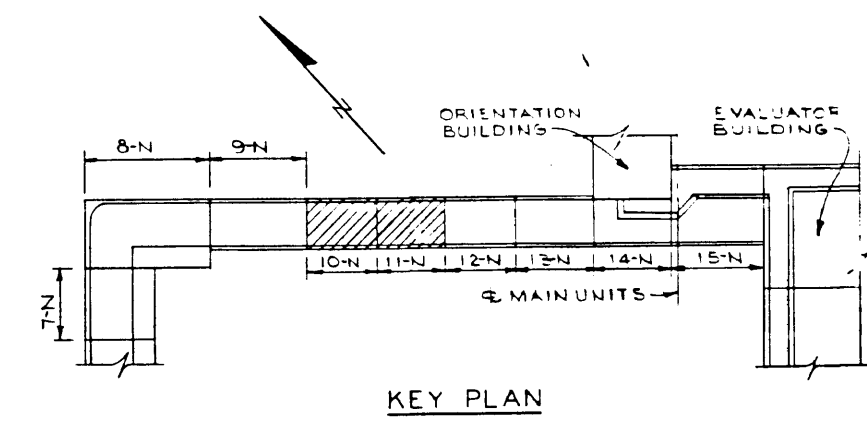 N
ORIENTATION
BUILDING
EVALUATOR
BUILDING
8-N
9-N
10-N
11-N
12-N
13-N
14-N
15-N
7-N
℄ MAIN UNITS
KEY PLAN